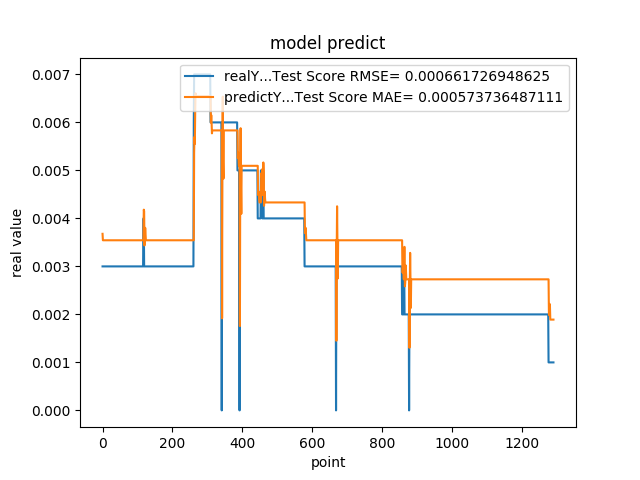 model predict
realY...Test Score RMSE= 0.000661726948625
predictY...Test Score MAE= 0.000573736487111
real value
0.007
0.006
0.005
0.004
0.003
0.002
0.001
0.000
0 200 400 600 800 1000 1200
point